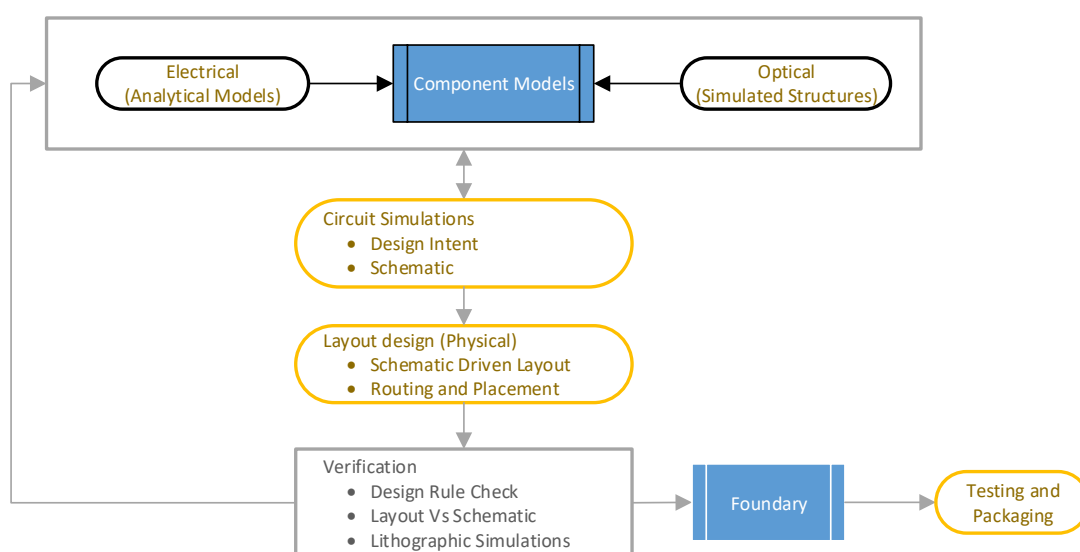 Electrical
(Analytical Models)
Component Models
Optical
(Simulated Structures)
Circuit Simulations
• Design Intent
• Schematic
Layout design (Physical)
• Schematic Driven Layout
• Routing and Placement
Verification
• Design Rule Check
• Layout Vs Schematic
• Lithographic Simulations
Foundary
Testing and
Packaging